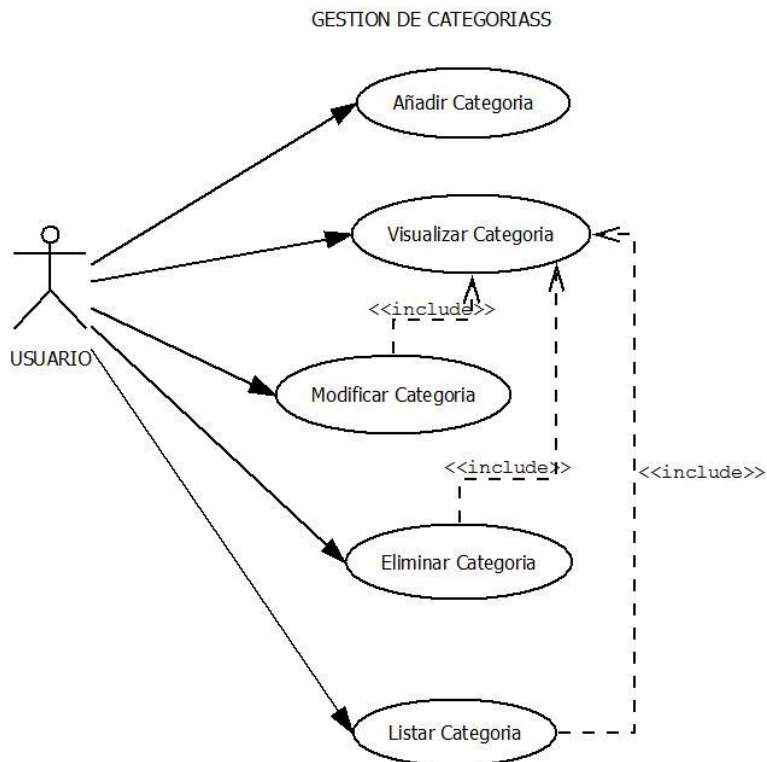 GESTION DE CATEGORIASS
Añadir Categoria
Visualizar Categoria
<<include>>
USUARIO
Modificar Categoria
<<include>>
<<include>>
Eliminar Categoria
Listar Categoria